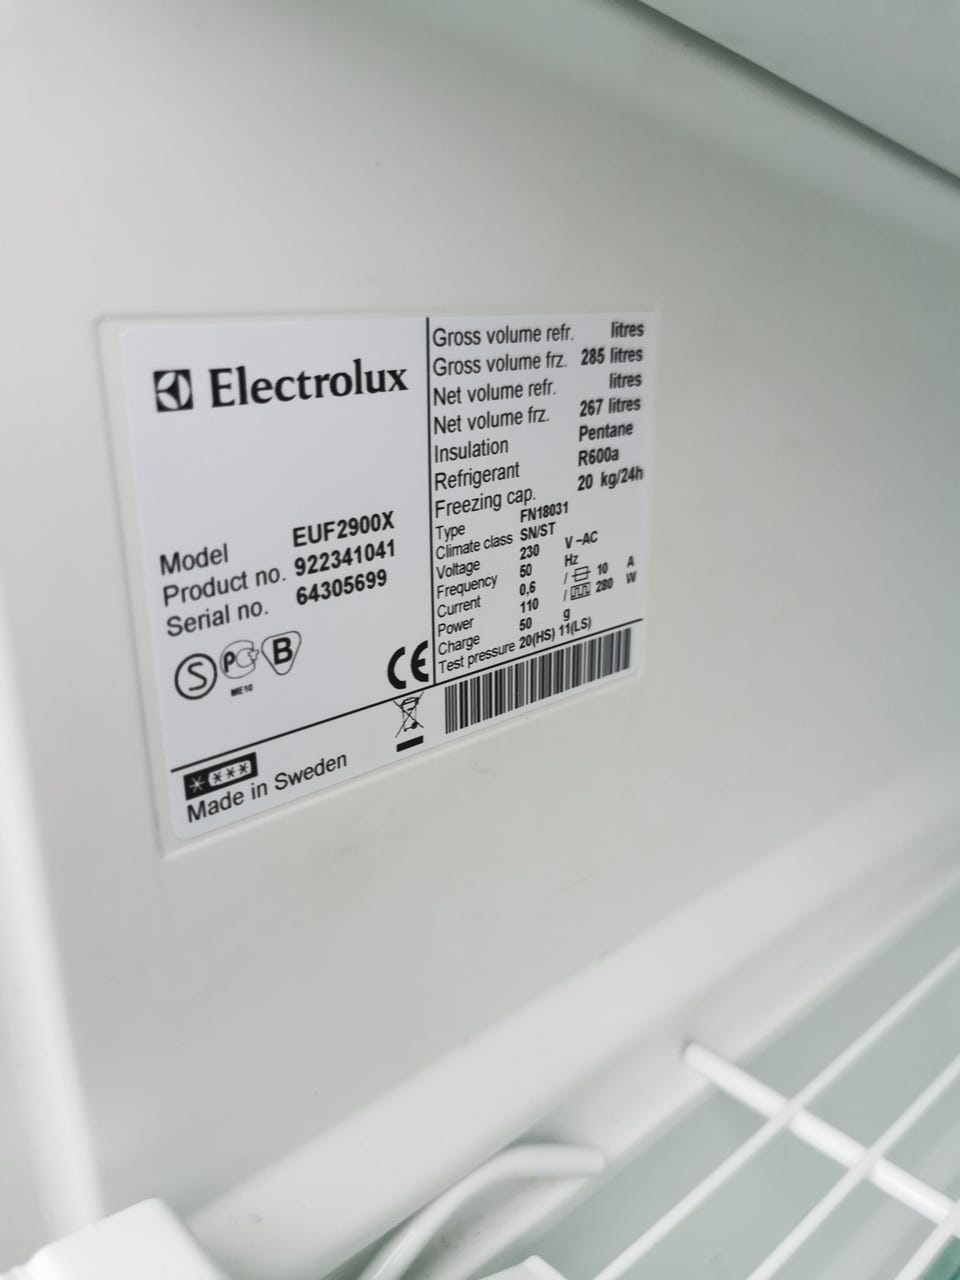 Electrolux
Model EUF2900X
Product no. 922341041
Serial no. 64305699
S PC B
ME10
CE
Made in Sweden
Gross volume refr. litres
Gross volume frz. 285 litres
Net volume refr. litres
Net volume frz. 267 litres
Insulation Pentane
Refrigerant R600a
Freezing cap. 20 kg/24h
Type FN18031
Climate class SN/ST
Voltage 230 V ~AC
Frequency 50 Hz
Current 0,6 / 10 A
Power 110 / 280 W
Charge 50 g
Test pressure 20(HS) 11(LS)